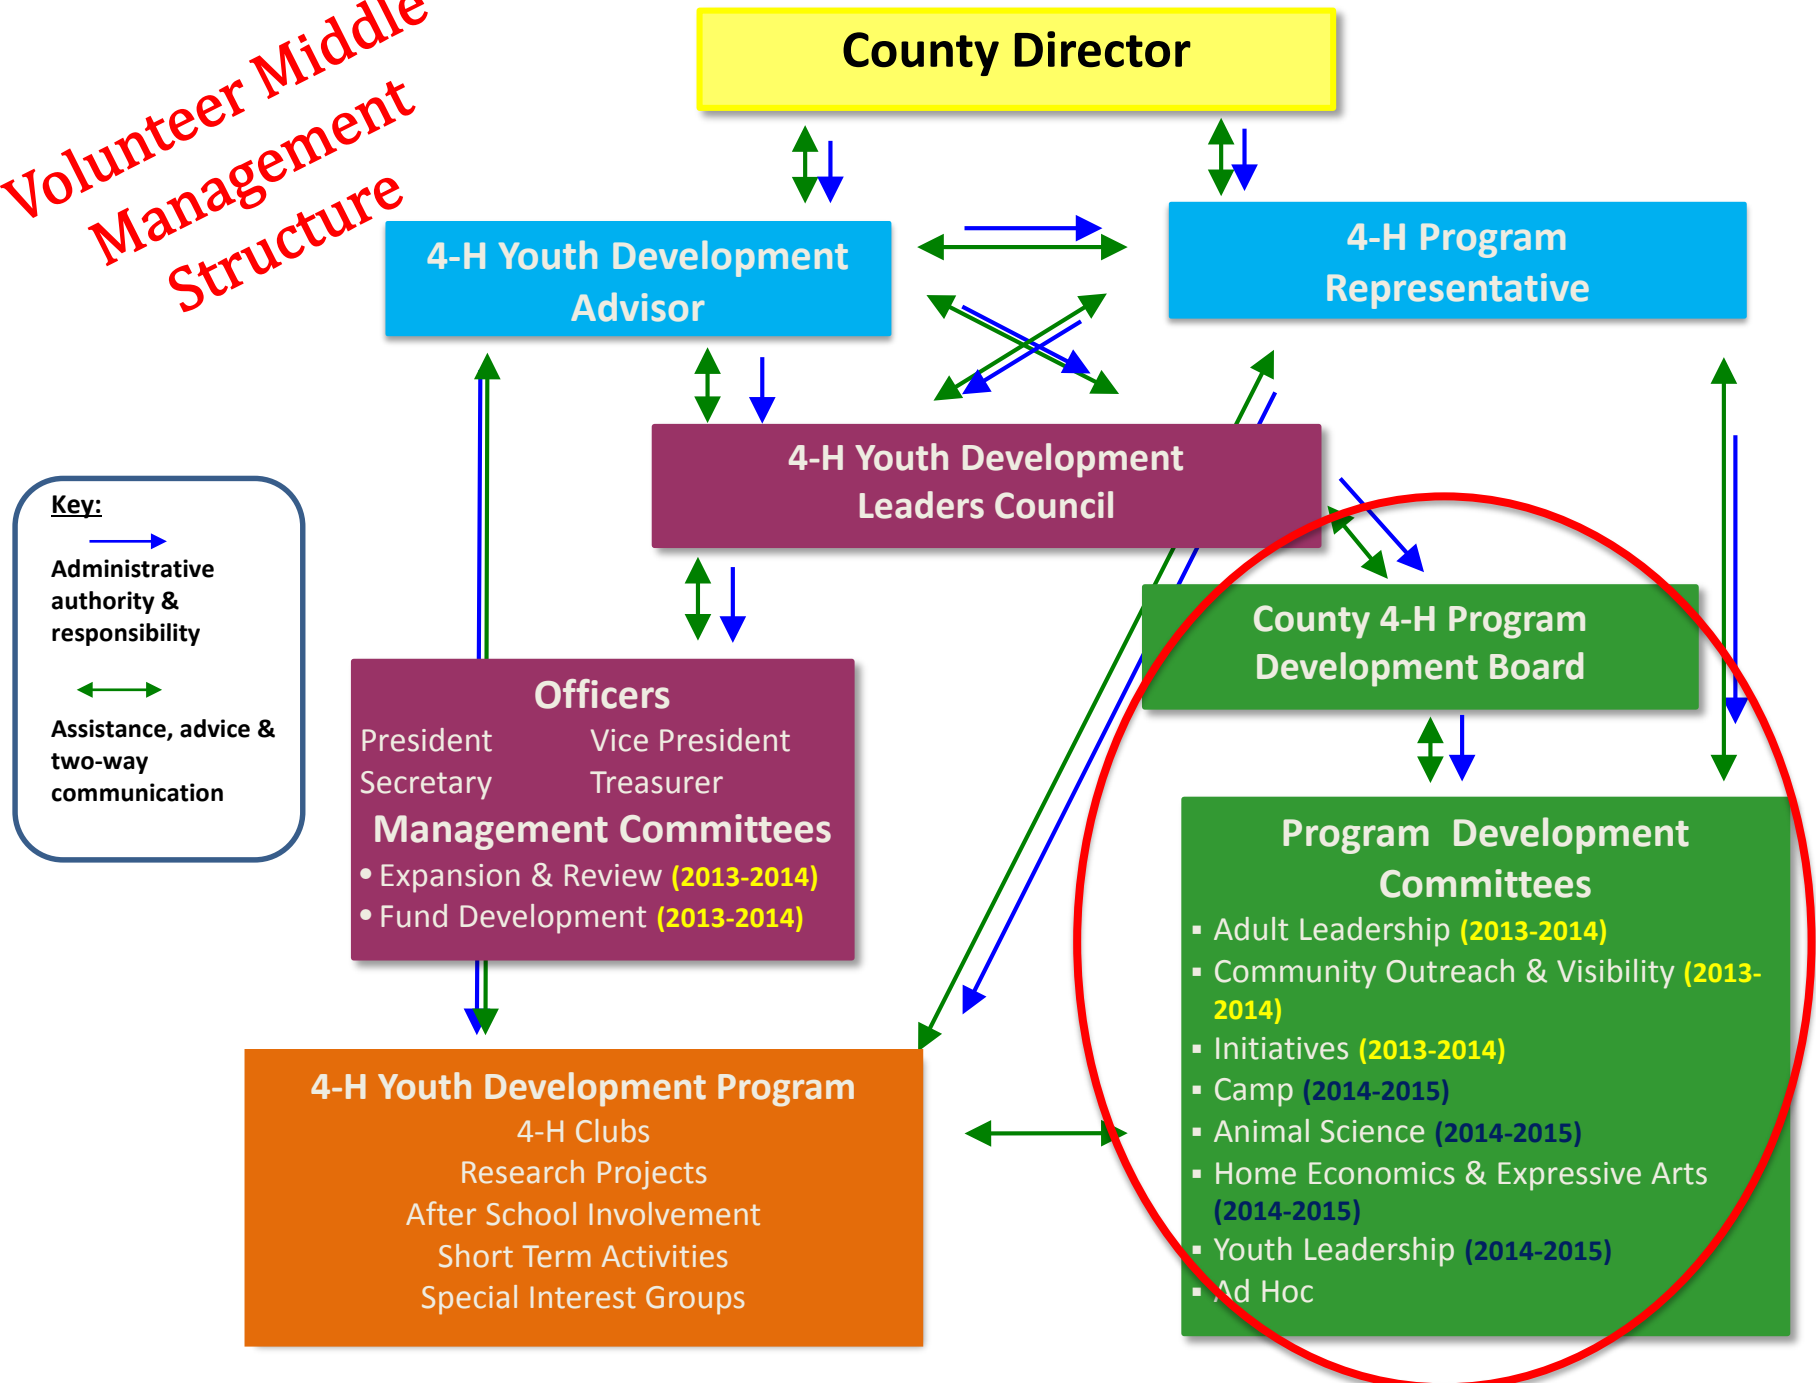 Volunteer Middle
Management
Structure
County Director
4-H Youth Development
Advisor
4-H Program
Representative
4-H Youth Development
Leaders Council
Key:
Administrative
authority &
responsibility
Assistance, advice &
two-way
communication
County 4-H Program
Development Board
Officers
President Vice President
Secretary Treasurer
Management Committees
• Expansion & Review (2013-2014)
• Fund Development (2013-2014)
Program Development
Committees
▪ Adult Leadership (2013-2014)
▪ Community Outreach & Visibility (2013-
2014)
▪ Initiatives (2013-2014)
▪ Camp (2014-2015)
▪ Animal Science (2014-2015)
▪ Home Economics & Expressive Arts
(2014-2015)
▪ Youth Leadership (2014-2015)
▪ Ad Hoc
4-H Youth Development Program
4-H Clubs
Research Projects
After School Involvement
Short Term Activities
Special Interest Groups